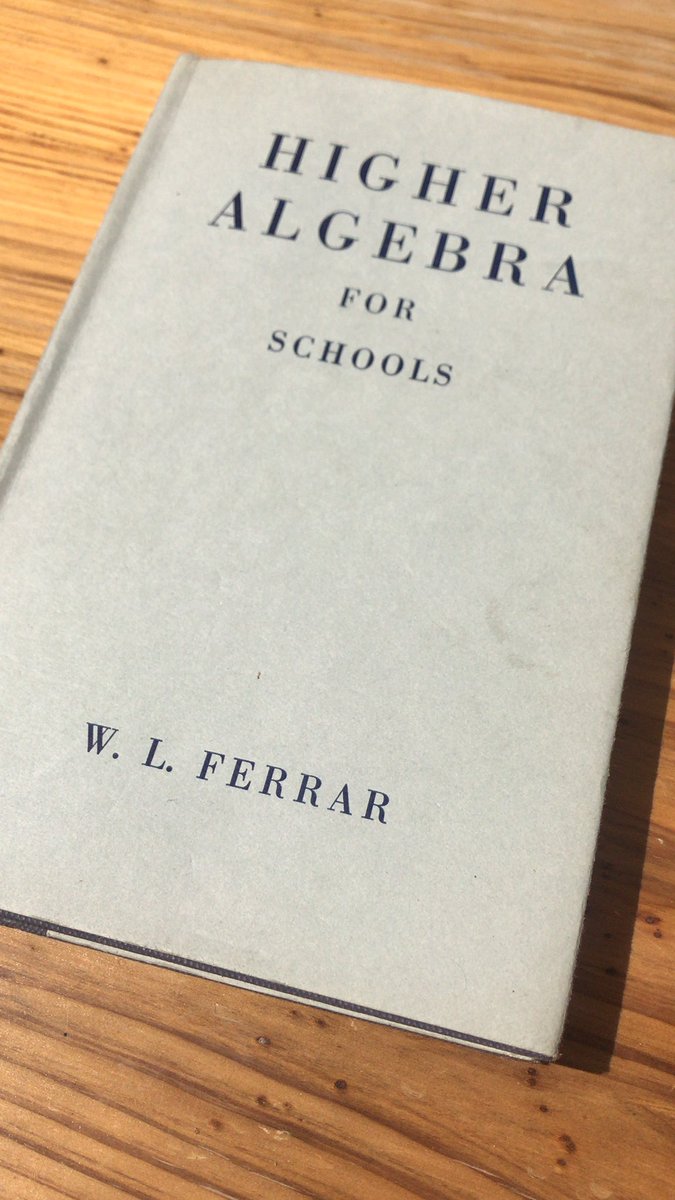 HIGHER
ALGEBRA
FOR
SCHOOLS
W. L. FERRAR